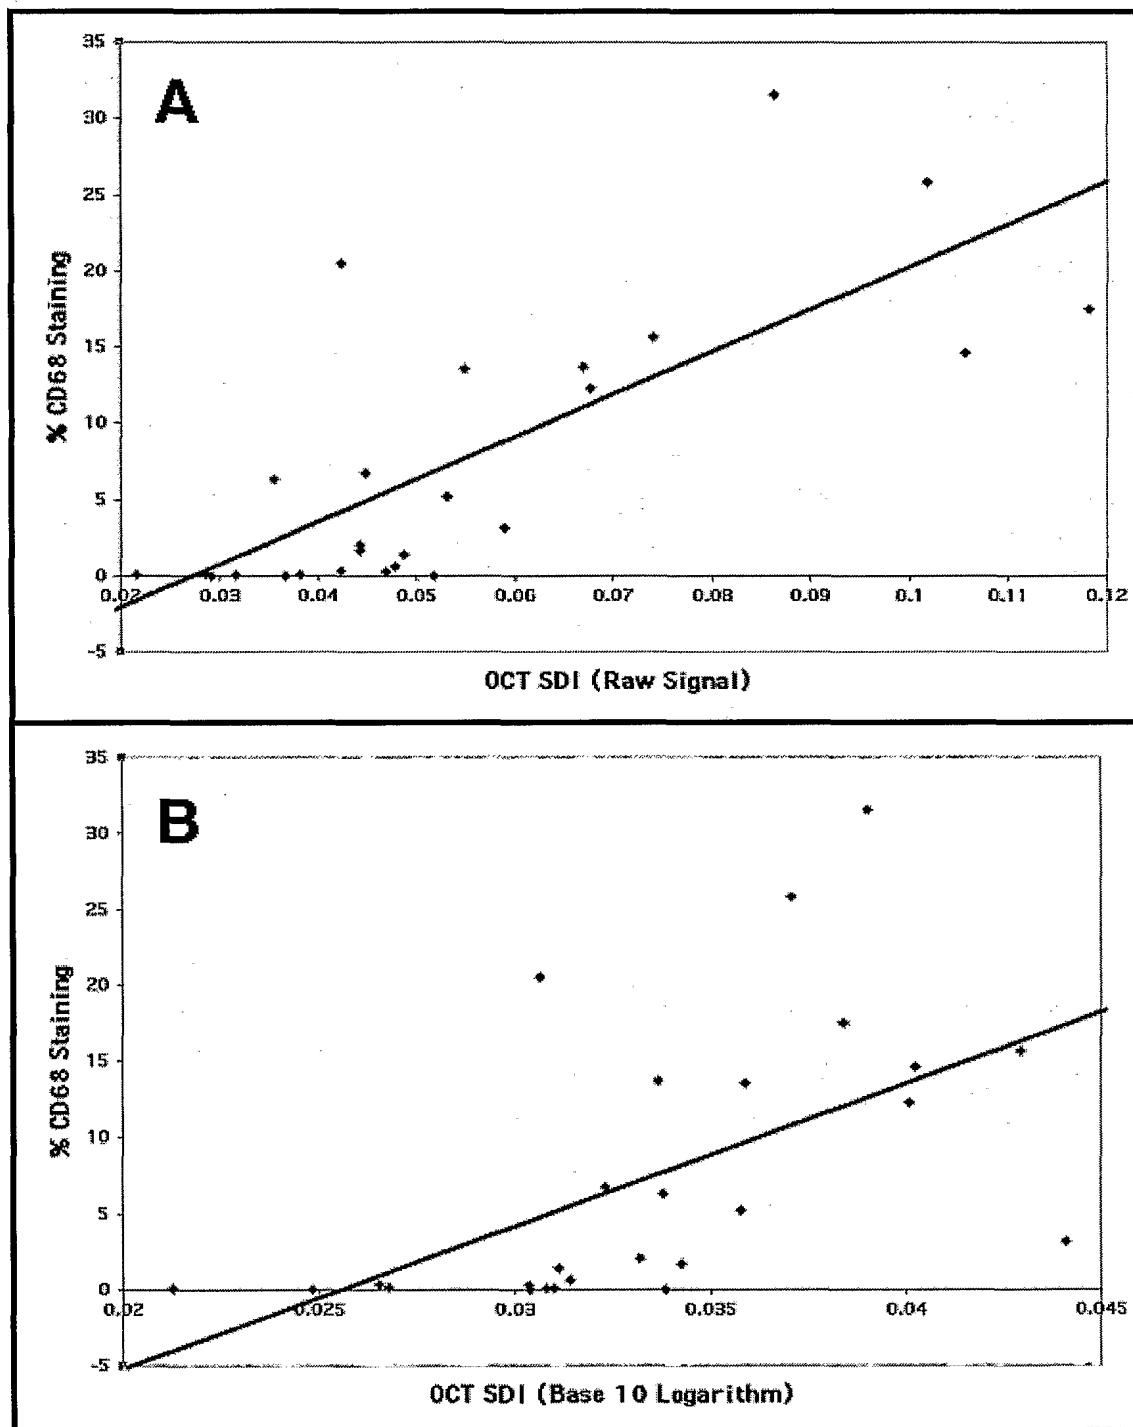 A
35
30
25
20
15
10
5
0
-5
% CD68 Staining
0.02 0.03 0.04 0.05 0.06 0.07 0.08 0.09 0.1 0.11 0.12
OCT SDI (Raw Signal)
B
35
30
25
20
15
10
5
0
-5
% CD68 Staining
0.02 0.025 0.03 0.035 0.04 0.045
OCT SDI (Base 10 Logarithm)